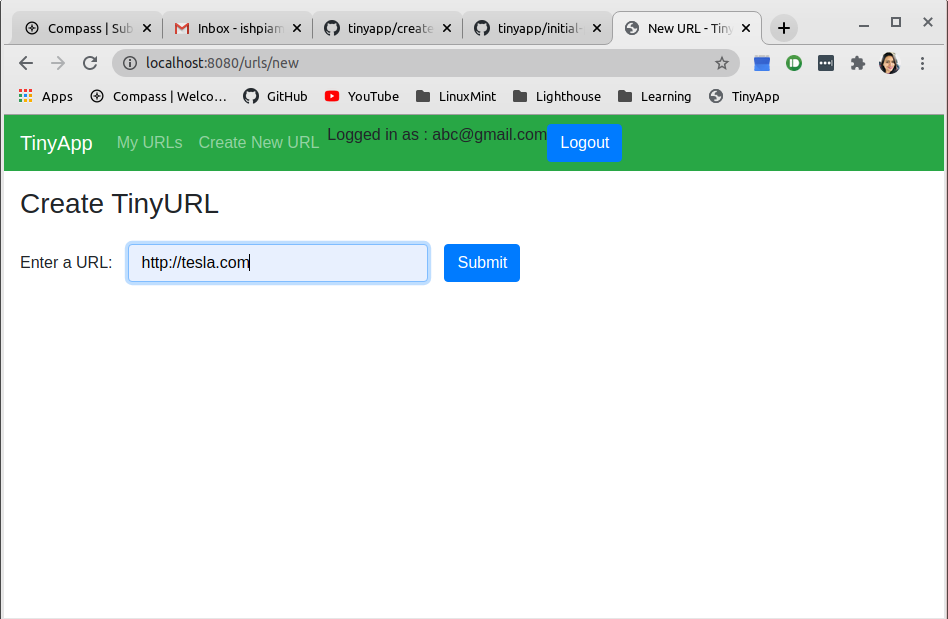 Compass | Sub
Inbox - ishpiam
tinyapp/create
tinyapp/initial-
New URL - Tiny
localhost:8080/urls/new
Apps
Compass | Welco...
GitHub
YouTube
LinuxMint
Lighthouse
Learning
TinyApp
TinyApp
My URLs
Create New URL
Logged in as : abc@gmail.com
Logout
Create TinyURL
Enter a URL:
http://tesla.com
Submit